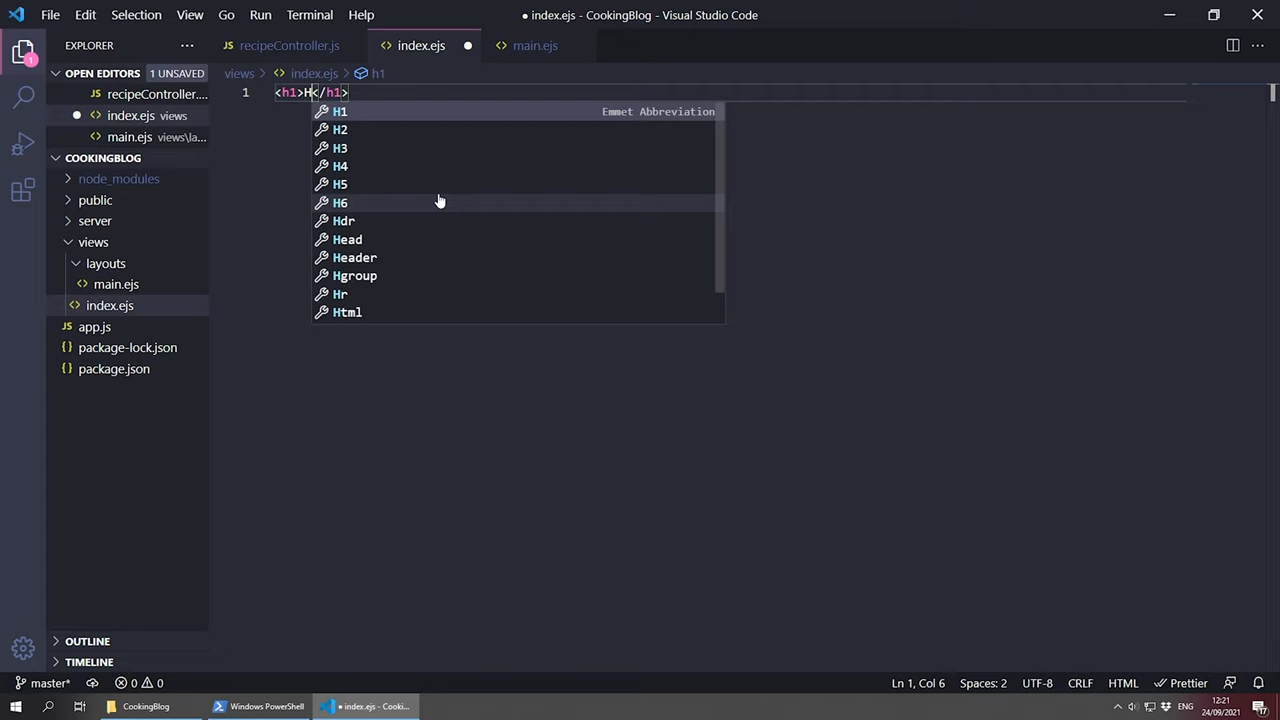 File Edit Selection View Go Run Terminal Help
● index.ejs - CookingBlog - Visual Studio Code
EXPLORER
recipeController.js
index.ejs
main.ejs
OPEN EDITORS 1 UNSAVED
recipeController....
index.ejs views
main.ejs views\la...
COOKINGBLOG
node_modules
public
server
views
layouts
main.ejs
index.ejs
app.js
package-lock.json
package.json
OUTLINE
TIMELINE
views > index.ejs > h1
1 <h1>H</h1>
H1 Emmet Abbreviation
H2
H3
H4
H5
H6
Hdr
Head
Header
Hgroup
Hr
Html
1
master* 0 0
Ln 1, Col 6 Spaces: 2 UTF-8 CRLF HTML Prettier
CookingBlog
Windows PowerShell
● index.ejs - Cooki...
ENG
12:21
24/09/2021
17